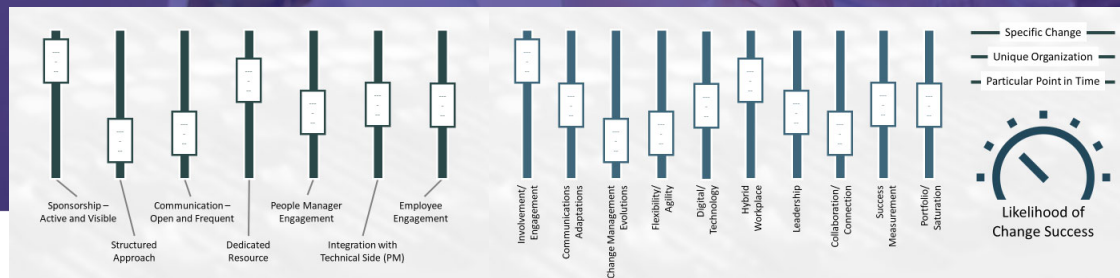 Sponsorship –
Active and Visible
Structured
Approach
Communication –
Open and Frequent
Dedicated
Resource
People Manager
Engagement
Integration with
Technical Side (PM)
Employee
Engagement
Involvement/
Engagement
Communications
Adaptations
Change Management
Evolutions
Flexibility/
Agility
Digital/
Technology
Hybrid
Workplace
Leadership
Collaboration/
Connection
Success
Measurement
Portfolio/
Saturation
Specific Change
Unique Organization
Particular Point in Time
Likelihood of
Change Success